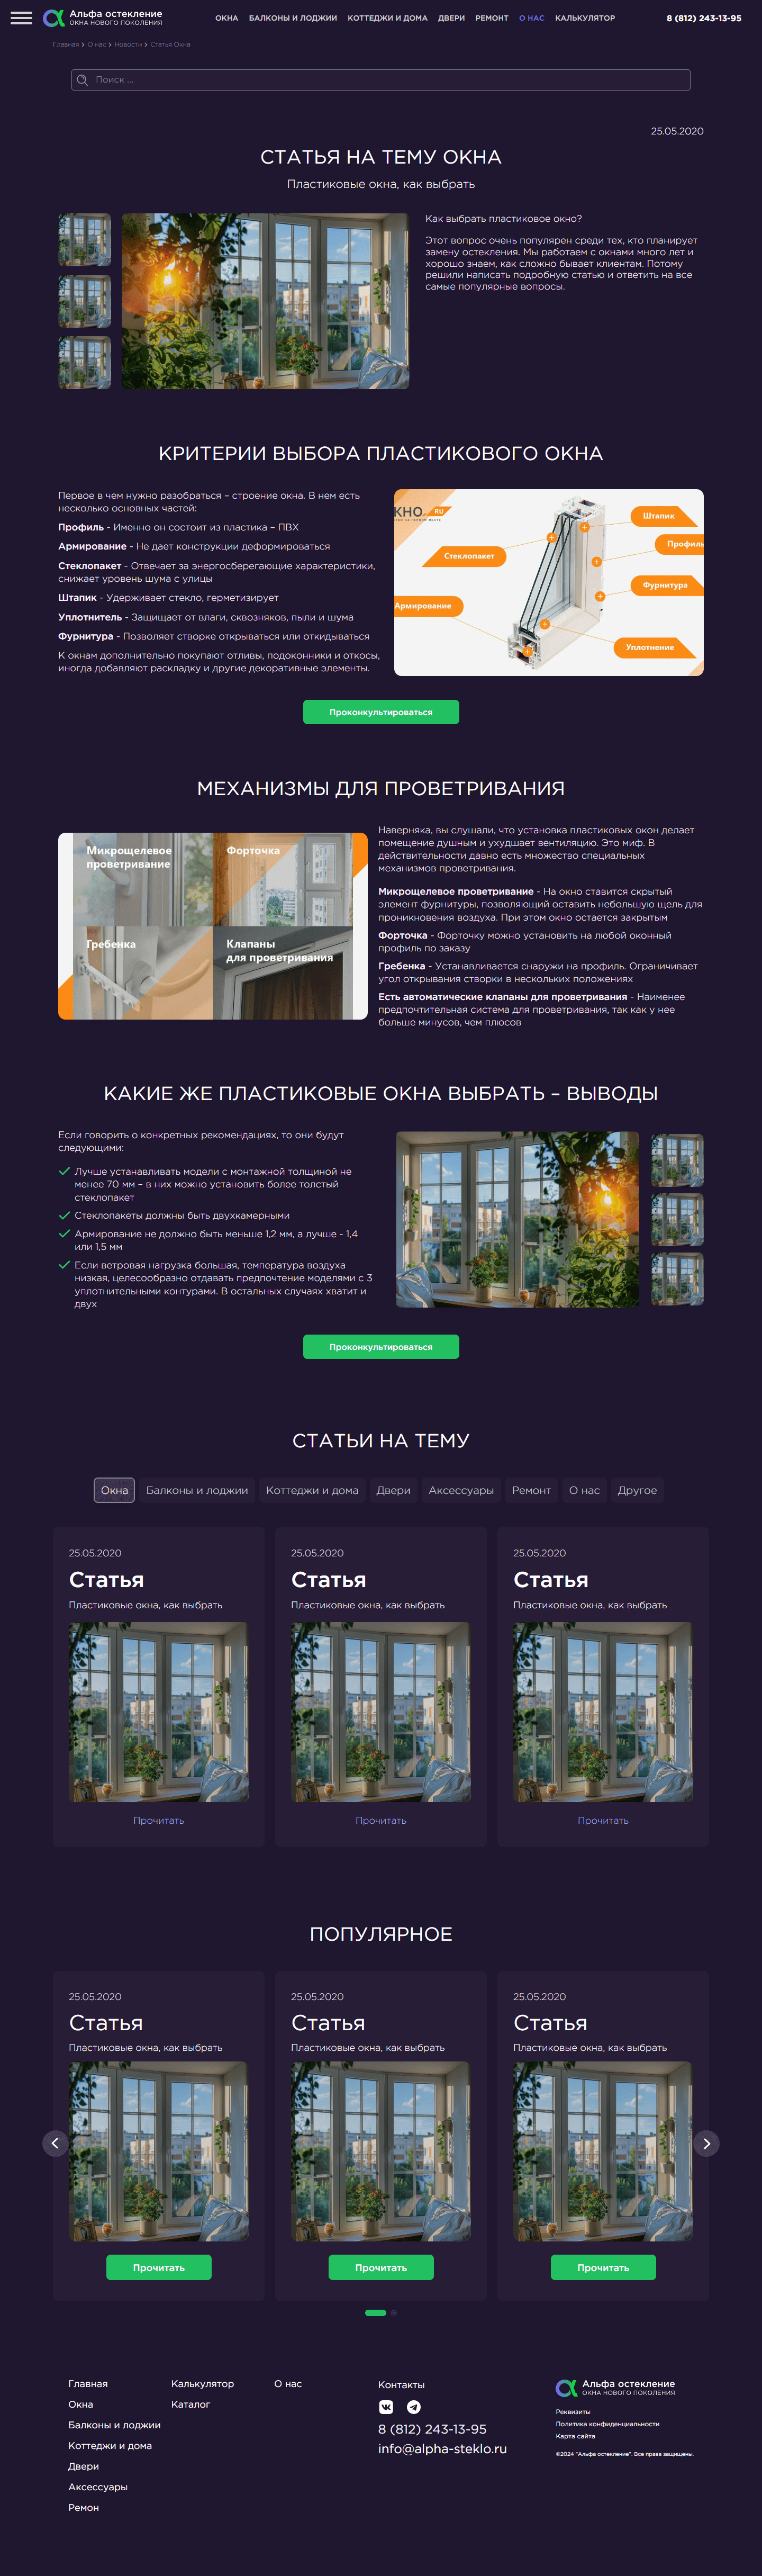 Альфа остекление
ОКНА НОВОГО ПОКОЛЕНИЯ
ОКНА БАЛКОНЫ И ЛОДЖИИ КОТТЕДЖИ И ДОМА ДВЕРИ РЕМОНТ О НАС КАЛЬКУЛЯТОР
8 (812) 243-13-95
Главная > О нас > Новости > Статья Окна
Поиск ...
25.05.2020
СТАТЬЯ НА ТЕМУ ОКНА
Пластиковые окна, как выбрать
Как выбрать пластиковое окно?
Этот вопрос очень популярен среди тех, кто планирует
замену остекления. Мы работаем с окнами много лет и
хорошо знаем, как сложно бывает клиентам. Потому
решили написать подробную статью и ответить на все
самые популярные вопросы.
КРИТЕРИИ ВЫБОРА ПЛАСТИКОВОГО ОКНА
Первое в чем нужно разобраться – строение окна. В нем есть
несколько основных частей:
Профиль - Именно он состоит из пластика – ПВХ
Армирование - Не дает конструкции деформироваться
Стеклопакет - Отвечает за энергосберегающие характеристики,
снижает уровень шума с улицы
Штапик - Удерживает стекло, герметизирует
Уплотнитель - Защищает от влаги, сквозняков, пыли и шума
Фурнитура - Позволяет створке открываться или откидываться
К окнам дополнительно покупают отливы, подоконники и откосы,
иногда добавляют раскладку и другие декоративные элементы.
КНО RU
Штапик
Профиль
Стеклопакет
Фурнитура
Армирование
Уплотнение
Проконкультироваться
МЕХАНИЗМЫ ДЛЯ ПРОВЕТРИВАНИЯ
Микрощелевое
проветривание
Форточка
Гребенка
Клапаны
для проветривания
Наверняка, вы слушали, что установка пластиковых окон делает
помещение душным и ухудшает вентиляцию. Это миф. В
действительности давно есть множество специальных
механизмов проветривания.
Микрощелевое проветривание - На окно ставится скрытый
элемент фурнитуры, позволяющий оставить небольшую щель для
проникновения воздуха. При этом окно остается закрытым
Форточка - Форточку можно установить на любой оконный
профиль по заказу
Гребенка - Устанавливается снаружи на профиль. Ограничивает
угол открывания створки в нескольких положениях
Есть автоматические клапаны для проветривания - Наименее
предпочтительная система для проветривания, так как у нее
больше минусов, чем плюсов
КАКИЕ ЖЕ ПЛАСТИКОВЫЕ ОКНА ВЫБРАТЬ – ВЫВОДЫ
Если говорить о конкретных рекомендациях, то они будут
следующими:
Лучше устанавливать модели с монтажной толщиной не
менее 70 мм – в них можно установить более толстый
стеклопакет
Стеклопакеты должны быть двухкамерными
Армирование не должно быть меньше 1,2 мм, а лучше - 1,4
или 1,5 мм
Если ветровая нагрузка большая, температура воздуха
низкая, целесообразно отдавать предпочтение моделями с 3
уплотнительными контурами. В остальных случаях хватит и
двух
Проконкультироваться
СТАТЬИ НА ТЕМУ
Окна Балконы и лоджии Коттеджи и дома Двери Аксессуары Ремонт О нас Другое
25.05.2020 25.05.2020 25.05.2020
Статья Статья Статья
Пластиковые окна, как выбрать Пластиковые окна, как выбрать Пластиковые окна, как выбрать
Прочитать Прочитать Прочитать
ПОПУЛЯРНОЕ
25.05.2020 25.05.2020 25.05.2020
Статья Статья Статья
Пластиковые окна, как выбрать Пластиковые окна, как выбрать Пластиковые окна, как выбрать
Прочитать Прочитать Прочитать
Главная
Окна
Балконы и лоджии
Коттеджи и дома
Двери
Аксессуары
Ремон
Калькулятор
Каталог
О нас
Контакты
8 (812) 243-13-95
info@alpha-steklo.ru
Альфа остекление
ОКНА НОВОГО ПОКОЛЕНИЯ
Реквизиты
Политика конфиденциальности
Карта сайта
©2024 "Альфа остекление". Все права защищены.